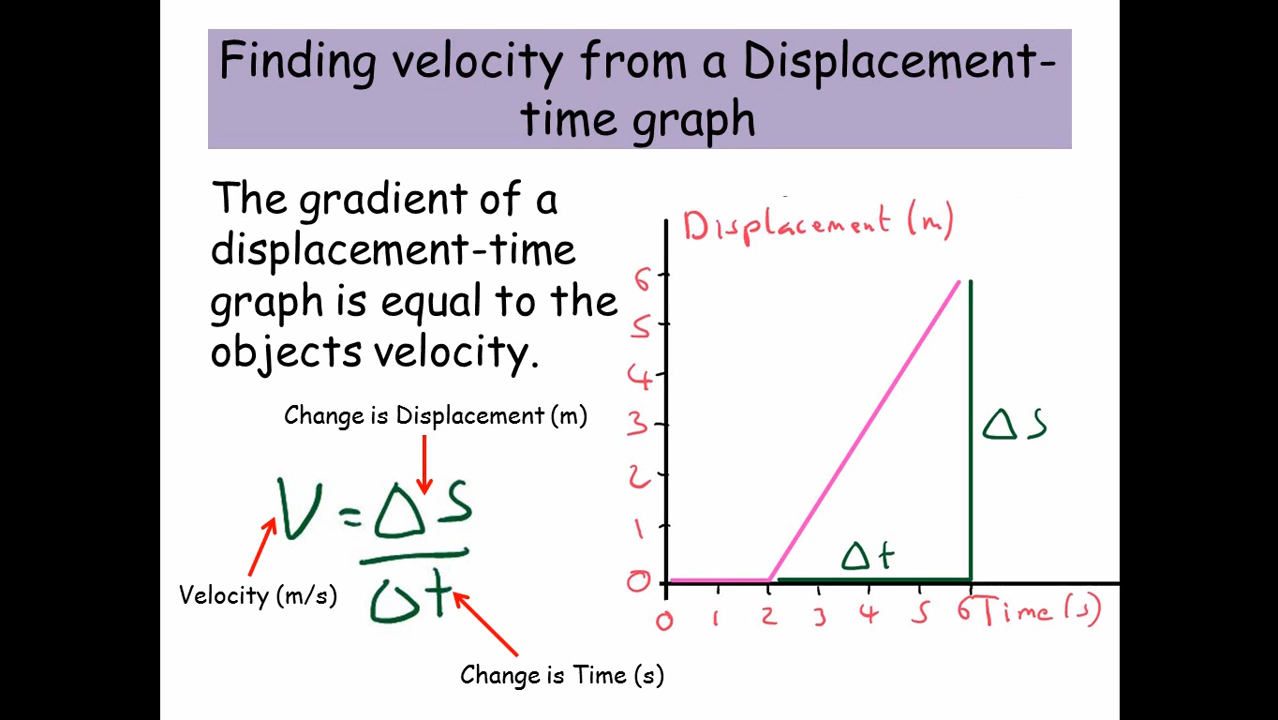 Finding velocity from a Displacement-
time graph
The gradient of a
displacement-time
graph is equal to the
objects velocity.
Change is Displacement (m)
V = Δs
Δt
Velocity (m/s)
Change is Time (s)
Displacement (m)
6
5
4
3
2
1
0
Δs
Δt
0 1 2 3 4 5 6 Time (s)